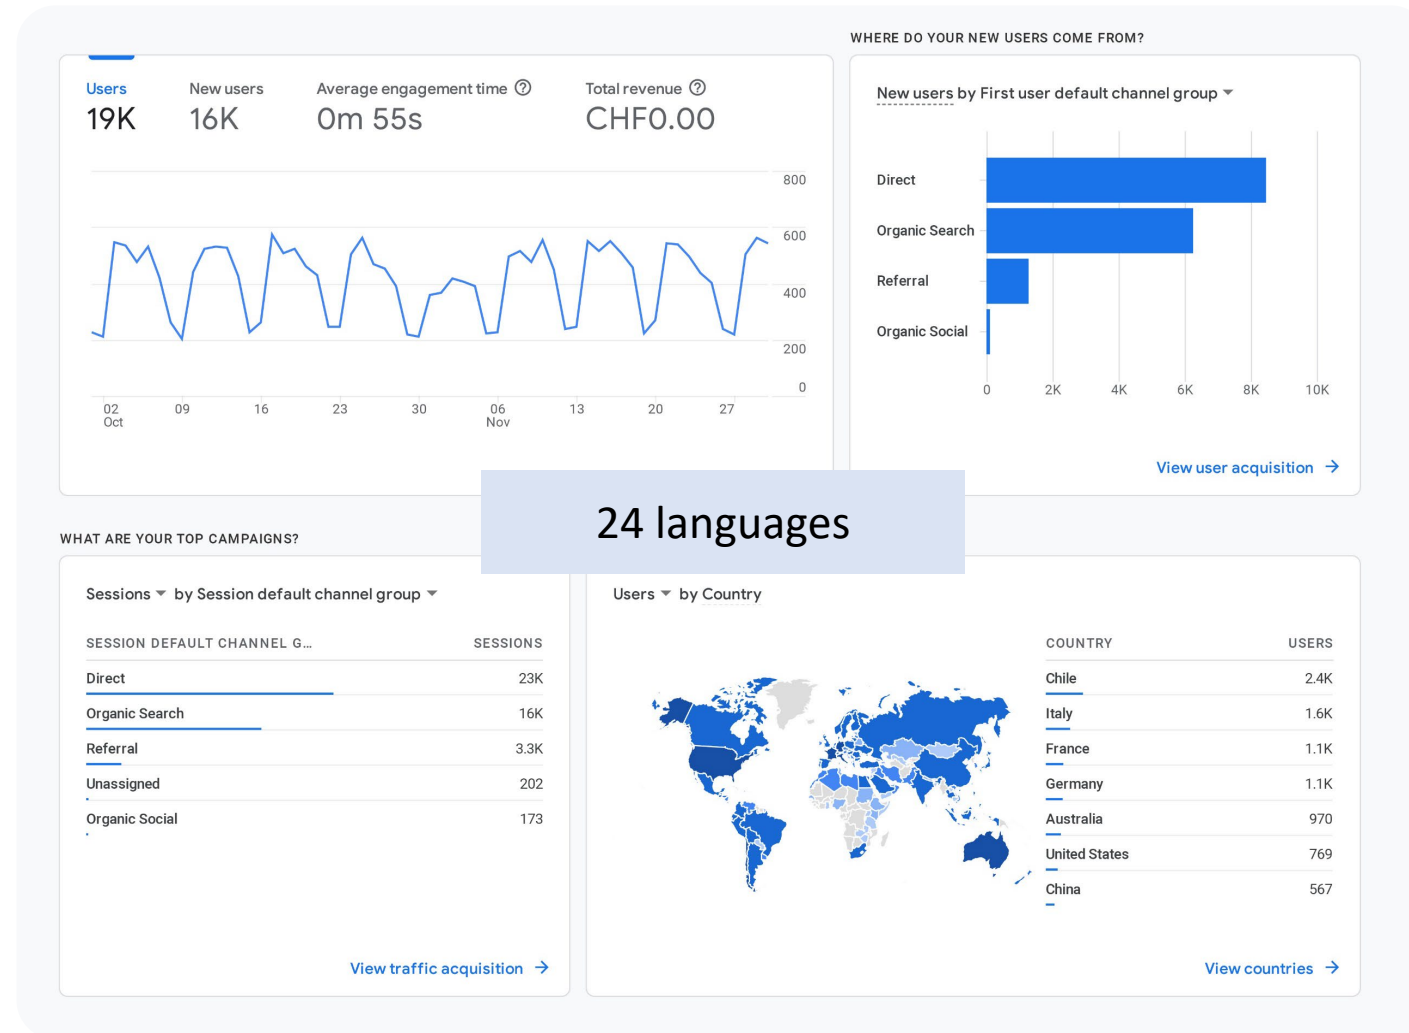 WHERE DO YOUR NEW USERS COME FROM?
Users New users Average engagement time Total revenue
19K 16K 0m 55s CHF0.00
800
600
400
200
0
02 09 16 23 30 06 13 20 27
Oct Nov
New users by First user default channel group
Direct
Organic Search
Referral
Organic Social
0 2K 4K 6K 8K 10K
View user acquisition →
24 languages
WHAT ARE YOUR TOP CAMPAIGNS?
Sessions by Session default channel group
SESSION DEFAULT CHANNEL G... SESSIONS
Direct 23K
Organic Search 16K
Referral 3.3K
Unassigned 202
Organic Social 173
View traffic acquisition →
Users by Country
COUNTRY USERS
Chile 2.4K
Italy 1.6K
France 1.1K
Germany 1.1K
Australia 970
United States 769
China 567
View countries →